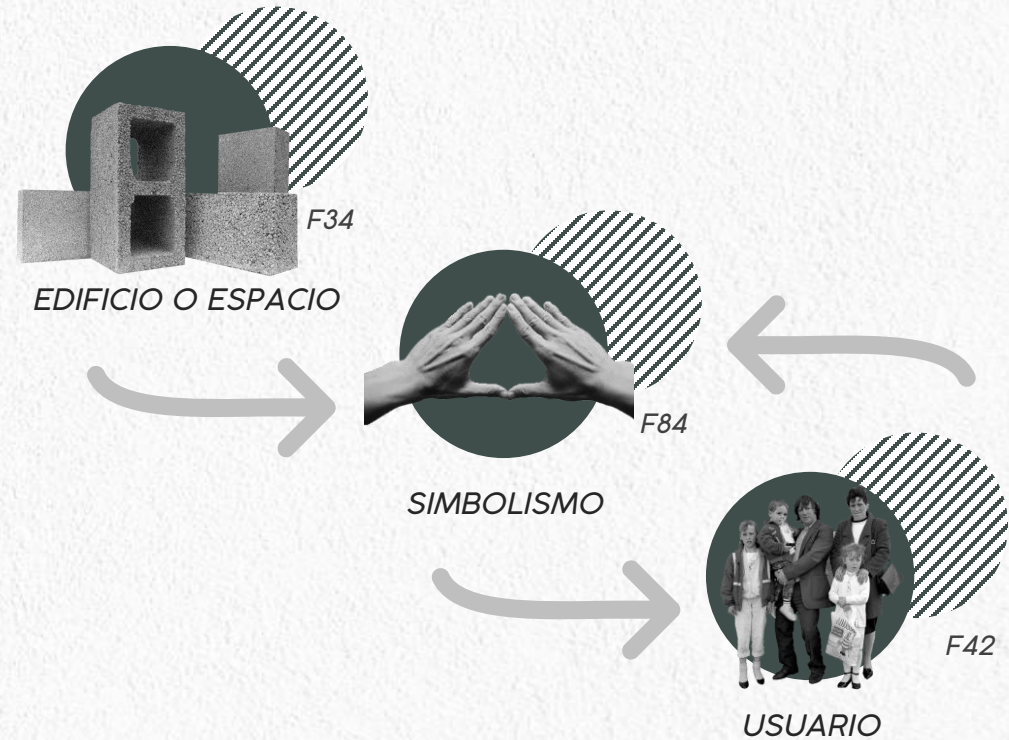 F34
EDIFICIO O ESPACIO
F84
SIMBOLISMO
F42
USUARIO